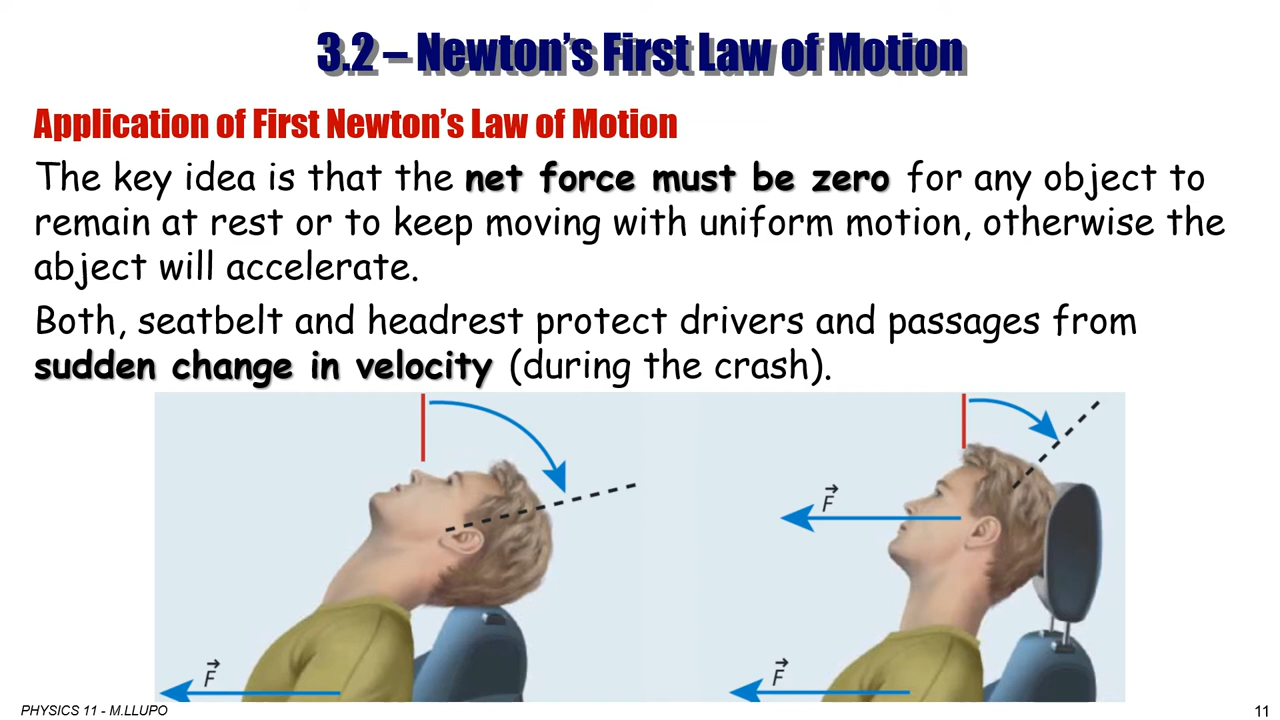 3.2 – Newton's First Law of Motion
Application of First Newton's Law of Motion
The key idea is that the net force must be zero for any object to
remain at rest or to keep moving with uniform motion, otherwise the
abject will accelerate.
Both, seatbelt and headrest protect drivers and passages from
sudden change in velocity (during the crash).
F
F
F
PHYSICS 11 - M.LLUPO
11